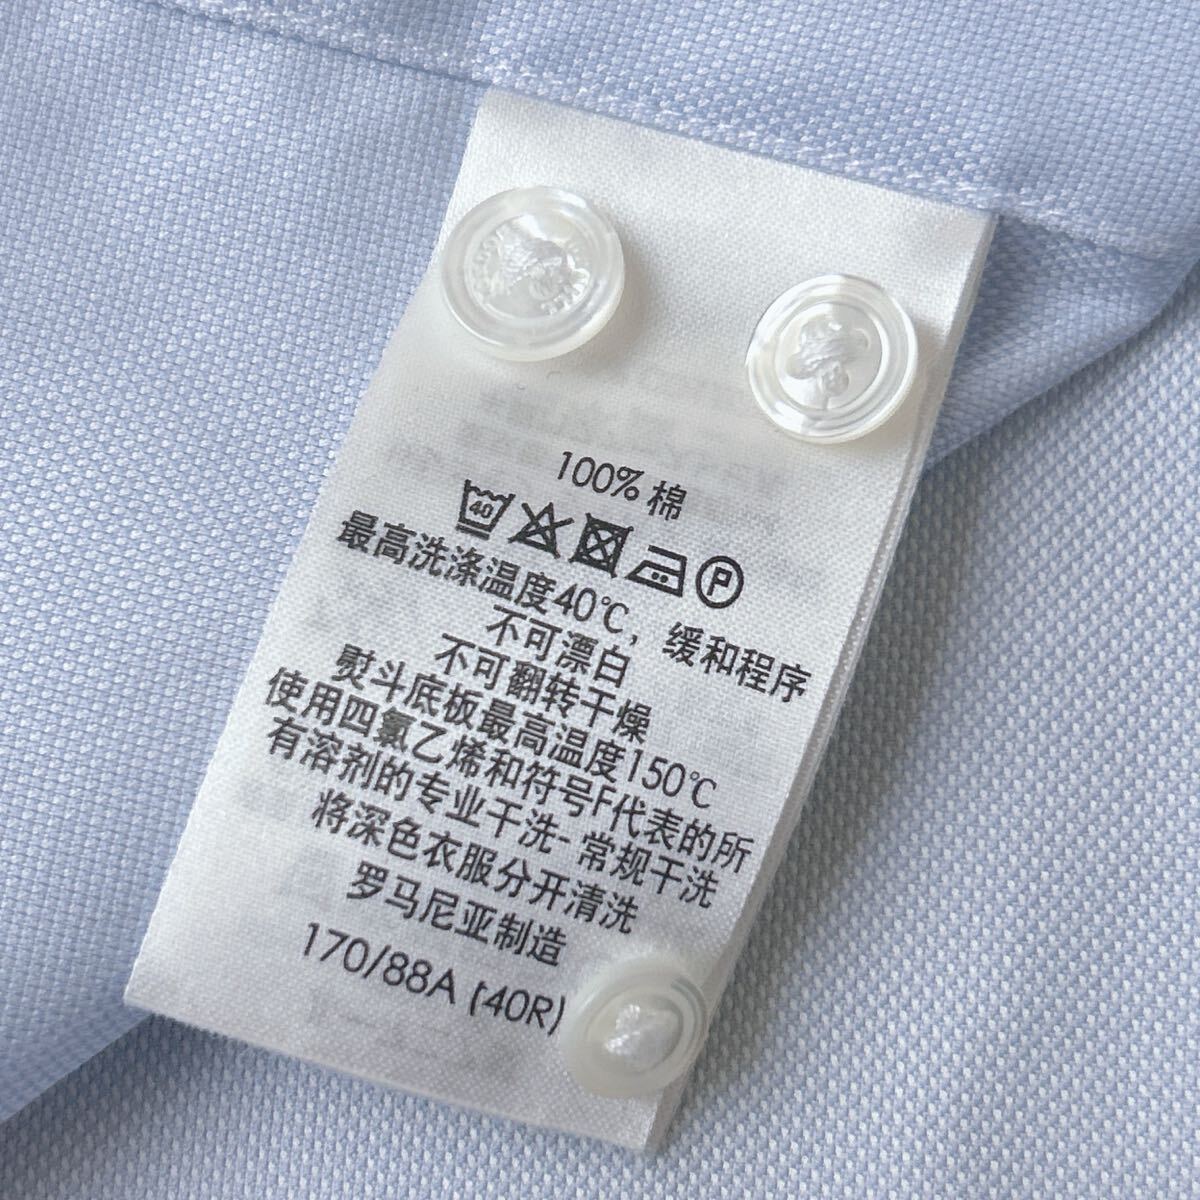 100% 棉
40 P
最高洗涤温度40℃，缓和程序
不可漂白
不可翻转干燥
熨斗底板最高温度150℃
使用四氯乙烯和符号F代表的所
有溶剂的专业干洗-常规干洗
将深色衣服分开清洗
罗马尼亚制造
170/88A (40R)